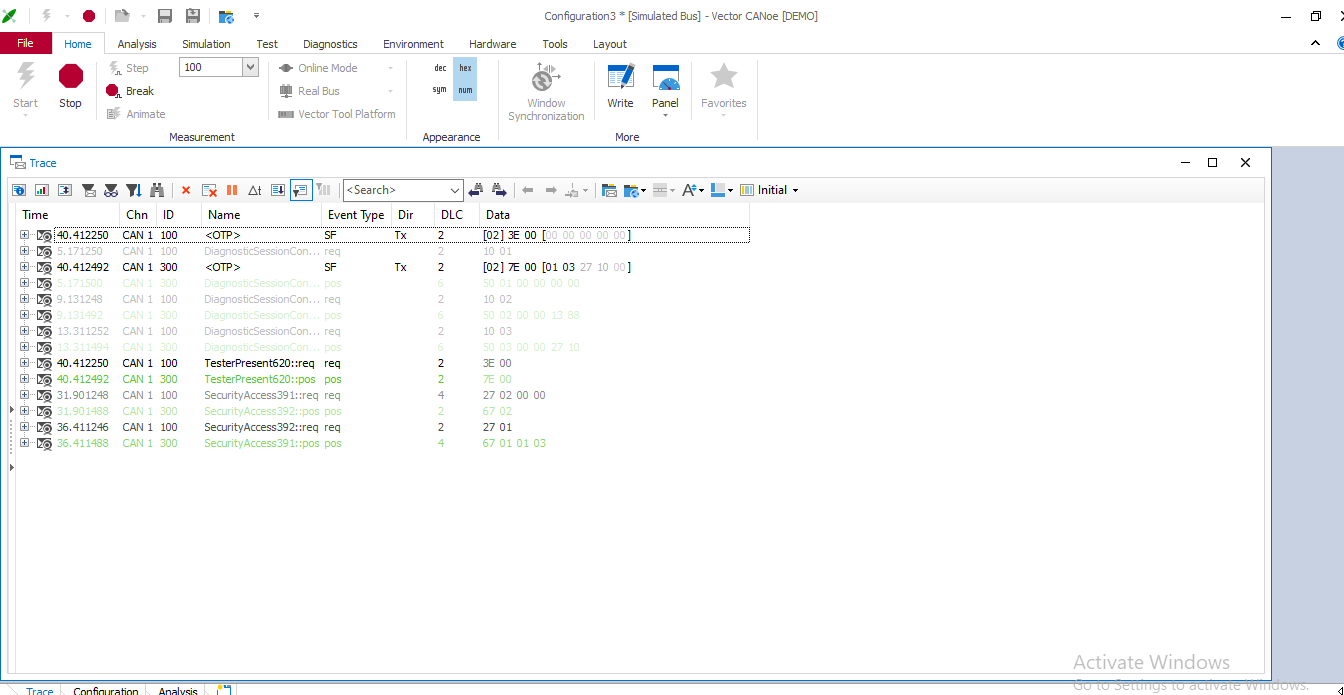 Configuration3 * [Simulated Bus] - Vector CANoe [DEMO]
File Home Analysis Simulation Test Diagnostics Environment Hardware Tools Layout
Start
Stop
Step
Break
Animate
100
Measurement
Online Mode
Real Bus
Vector Tool Platform
dec hex
sym num
Appearance
Window
Synchronization
Write
Panel
More
Favorites
Trace
Δt <Search> Initial
Time Chn ID Name Event Type Dir DLC Data
40.412250 CAN 1 100 <OTP> SF Tx 2 [02] 3E 00 [00 00 00 00 00]
5.171250 CAN 1 100 DiagnosticSessionCon... req 2 10 01
40.412492 CAN 1 300 <OTP> SF Tx 2 [02] 7E 00 [01 03 27 10 00]
5.171500 CAN 1 300 DiagnosticSessionCon... pos 6 50 01 00 00 00 00
9.131248 CAN 1 100 DiagnosticSessionCon... req 2 10 02
9.131492 CAN 1 300 DiagnosticSessionCon... pos 6 50 02 00 00 13 88
13.311252 CAN 1 100 DiagnosticSessionCon... req 2 10 03
13.311494 CAN 1 300 DiagnosticSessionCon... pos 6 50 03 00 00 27 10
40.412250 CAN 1 100 TesterPresent620::req req 2 3E 00
40.412492 CAN 1 300 TesterPresent620::pos pos 2 7E 00
31.901248 CAN 1 100 SecurityAccess391::req req 4 27 02 00 00
31.901488 CAN 1 300 SecurityAccess392::pos pos 2 67 02
36.411246 CAN 1 100 SecurityAccess392::req req 2 27 01
36.411488 CAN 1 300 SecurityAccess391::pos pos 4 67 01 01 03
Activate Windows
Go to Settings to activate Windows.
Trace Configuration Analysis